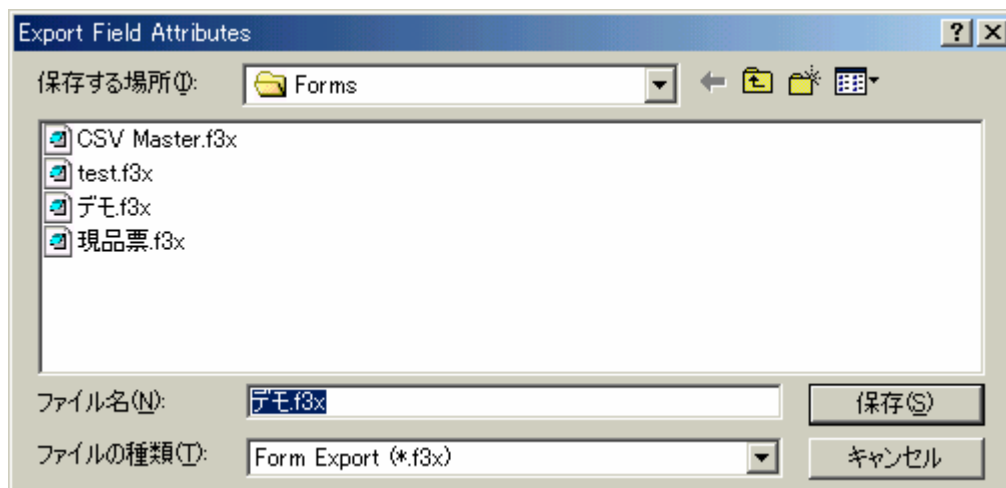 Export Field Attributes
保存する場所(I):
Forms
CSV Master.f3x
test.f3x
デモ.f3x
現品票.f3x
ファイル名(N):
デモ.f3x
保存(S)
ファイルの種類(T):
Form Export (*.f3x)
キャンセル